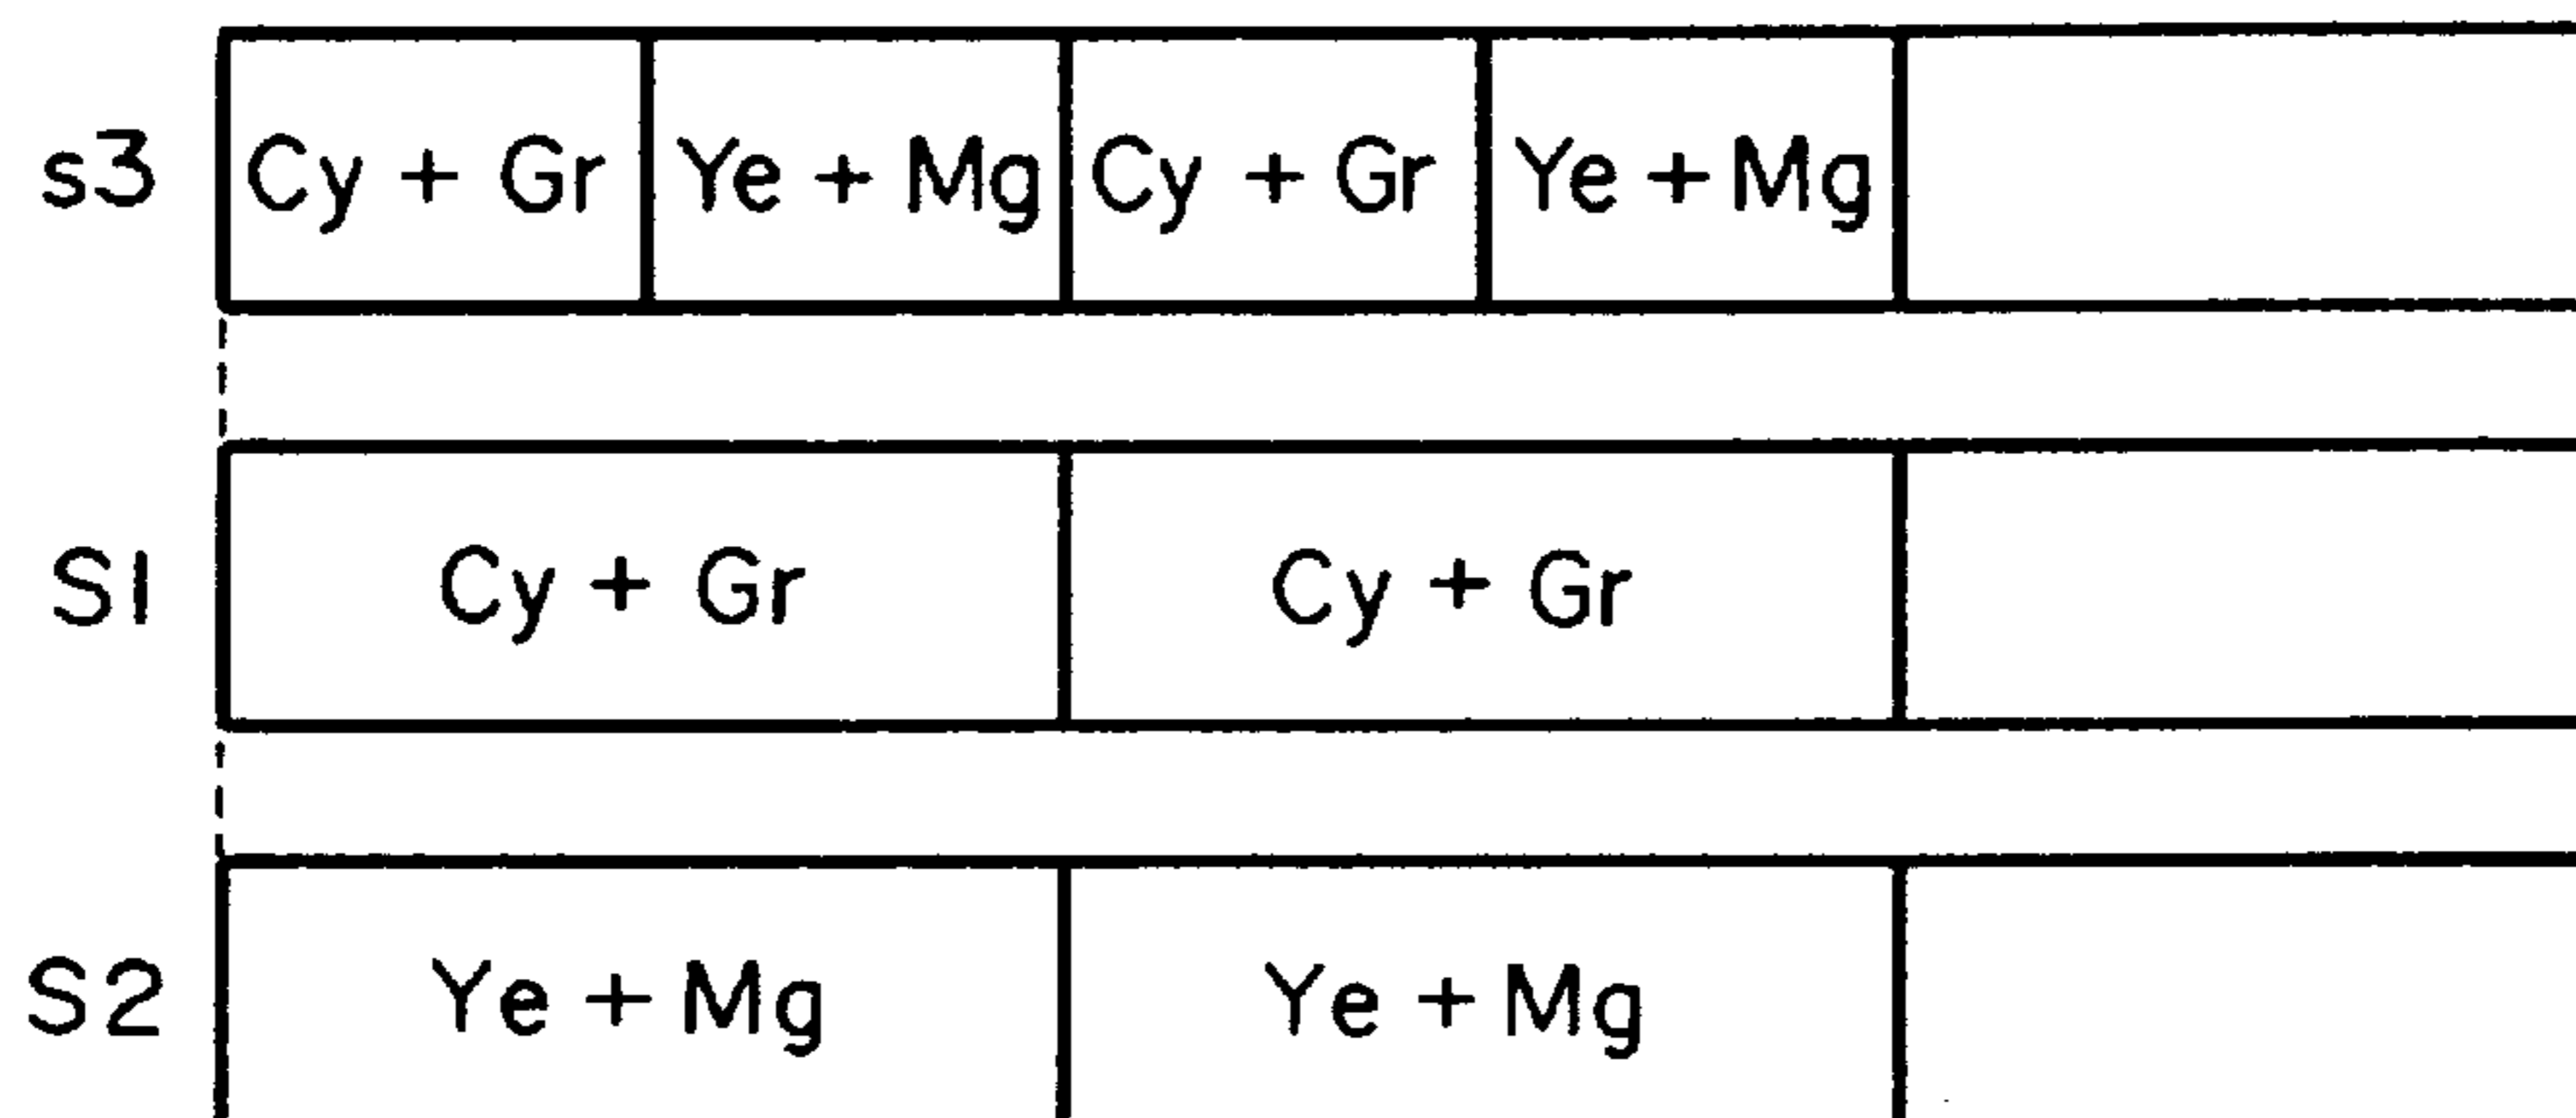 s3 Cy + Gr Ye + Mg Cy + Gr Ye + Mg
S1 Cy + Gr Cy + Gr
S2 Ye + Mg Ye + Mg